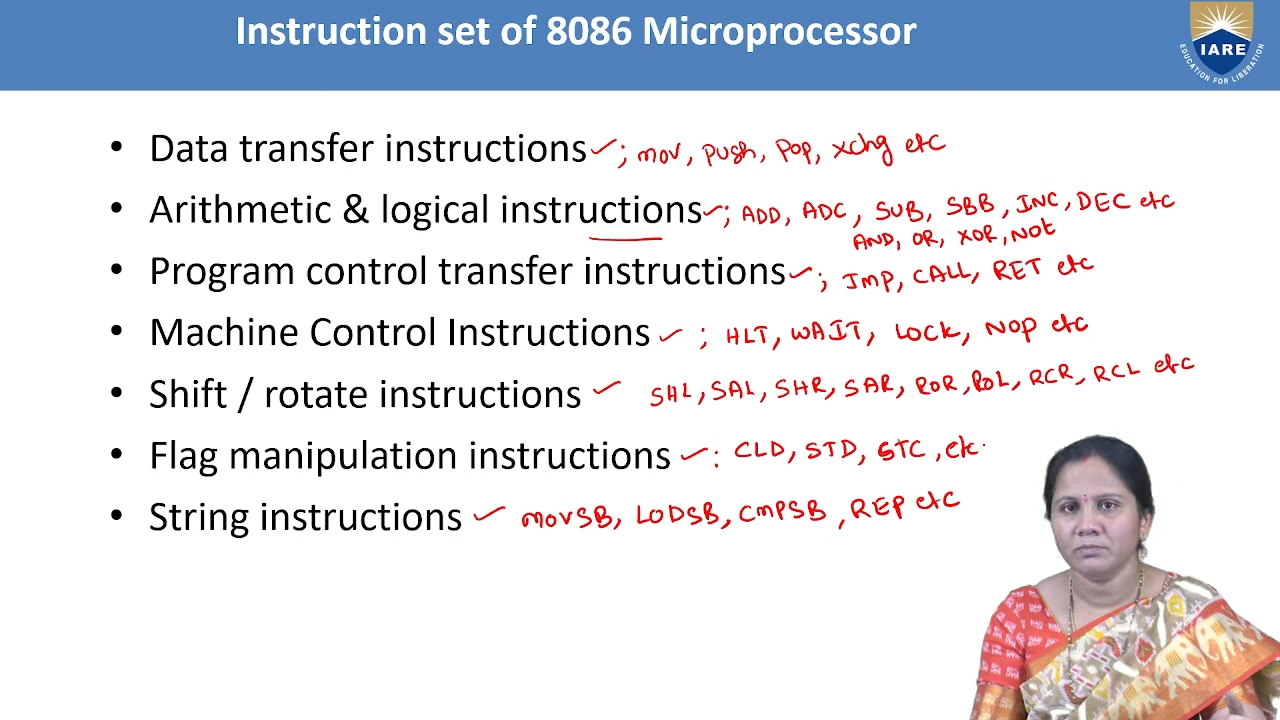 Instruction set of 8086 Microprocessor
IARE
EDUCATION FOR LIBERATION
• Data transfer instructions ; mov, push, pop, xchg etc
• Arithmetic & logical instructions ; ADD, ADC, SUB, SBB, INC, DEC etc
AND, OR, XOR, NOt
• Program control transfer instructions ; Jmp, CALL, RET etc
• Machine Control Instructions ; HLT, WAIT, LOCK, NOP etc
• Shift / rotate instructions SHL, SAL, SHR, SAR, ROR, ROL, RCR, RCL etc
• Flag manipulation instructions : CLD, STD, STC, etc.
• String instructions MOVSB, LODSB, CMPSB, REP etc